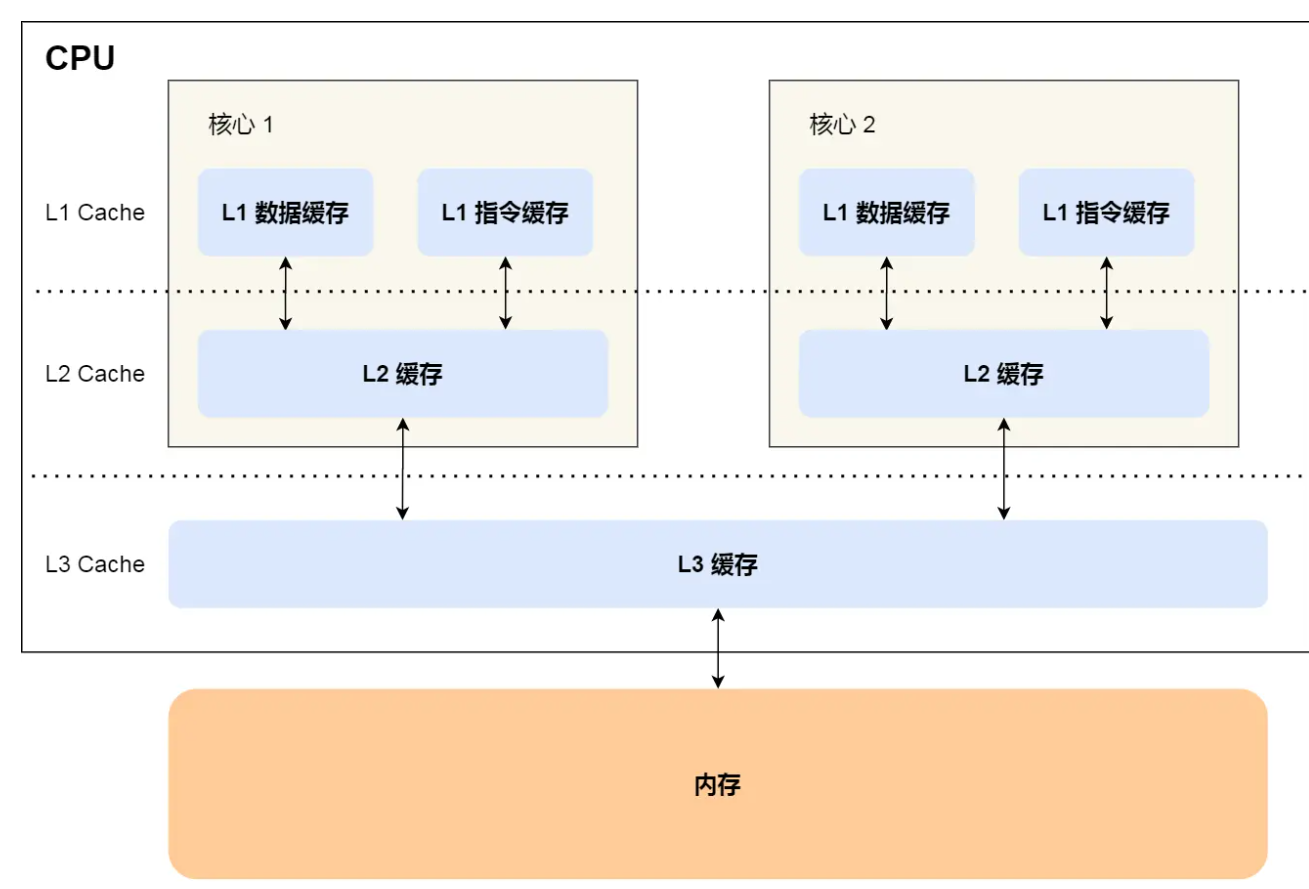 CPU
核心 1
核心 2
L1 Cache
L1 数据缓存
L1 指令缓存
L1 数据缓存
L1 指令缓存
L2 Cache
L2 缓存
L2 缓存
L3 Cache
L3 缓存
内存